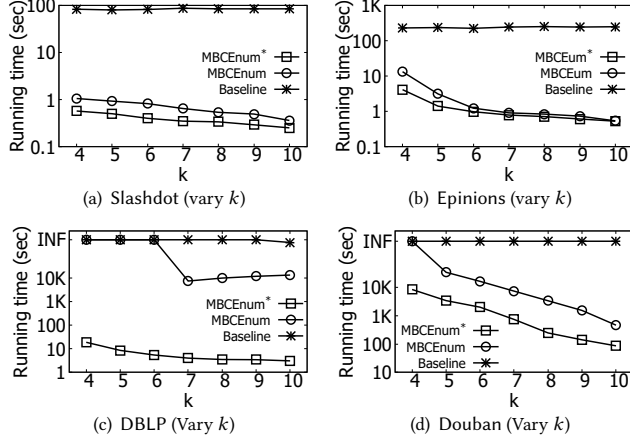 Running time (sec)
100
10
1
0.1
MBCEnum*
MBCEnum
Baseline
4 5 6 7 8 9 10
k
(a) Slashdot (vary k)
Running time (sec)
1K
100
10
1
0.1
MBCEum*
MBCEum
Baseline
4 5 6 7 8 9 10
k
(b) Epinions (vary k)
Running time (sec)
INF
10K
1K
100
10
1
MBCEnum*
MBCEnum
Baseline
4 5 6 7 8 9 10
k
(c) DBLP (Vary k)
Running time (sec)
INF
10K
1K
100
10
MBCEnum*
MBCEnum
Baseline
4 5 6 7 8 9 10
k
(d) Douban (Vary k)